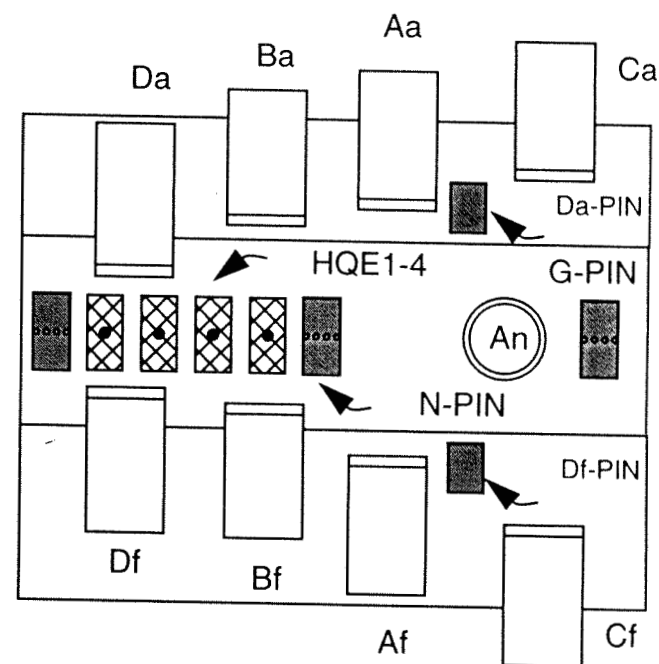 Aa
Ba
Ca
Da
Da-PIN
HQE1-4
G-PIN
An
N-PIN
Df-PIN
Df
Bf
Af
Cf